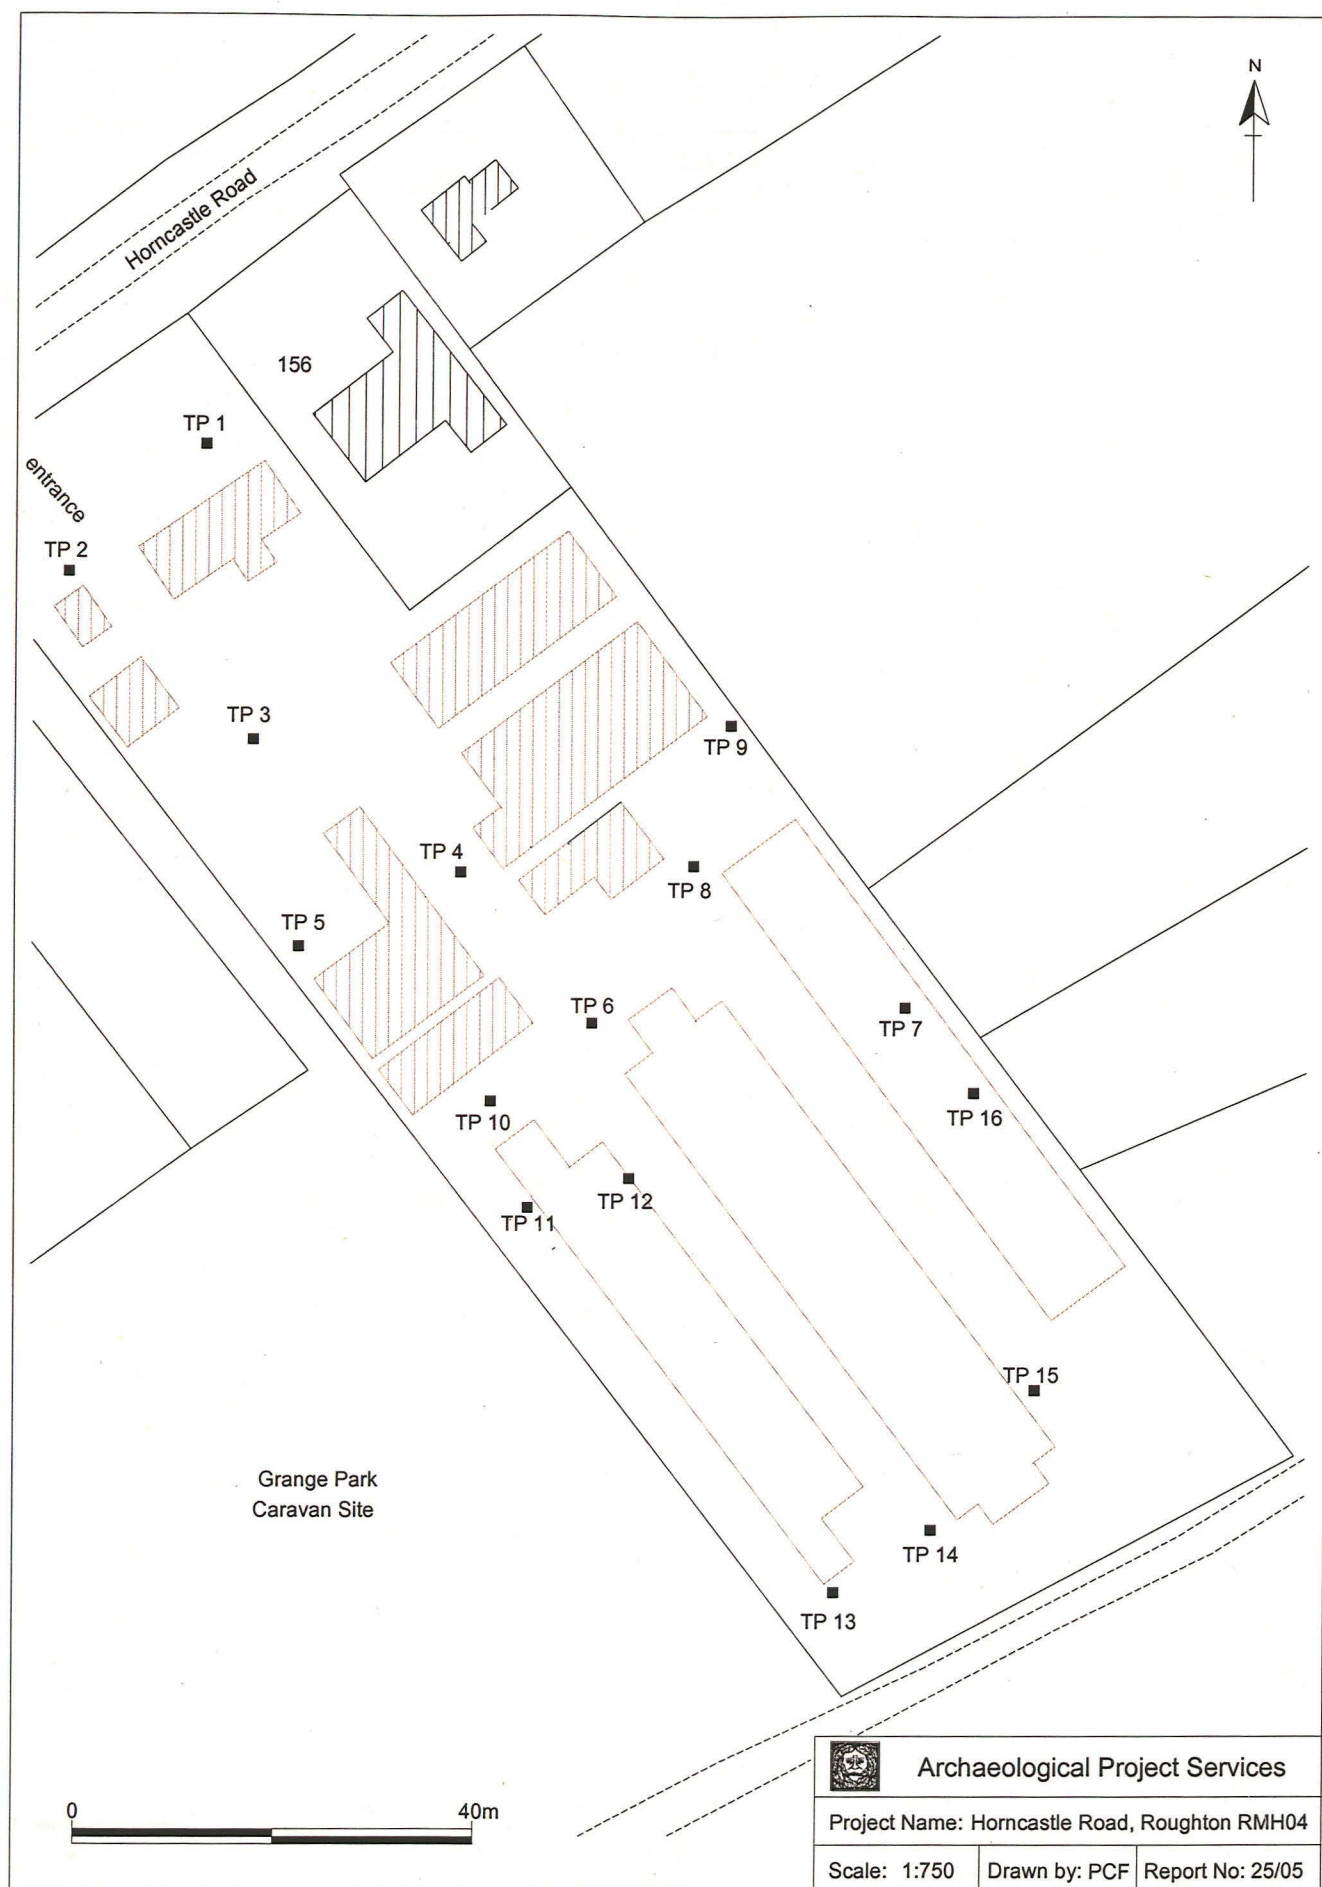 N
Horncastle Road
156
TP 1
entrance
TP 2
TP 3
TP 9
TP 4
TP 8
TP 5
TP 6
TP 7
TP 10
TP 16
TP 12
TP 11
TP 15
Grange Park
Caravan Site
TP 14
TP 13
0 40m
Archaeological Project Services
Project Name: Horncastle Road, Roughton RMH04
Scale: 1:750 Drawn by: PCF Report No: 25/05